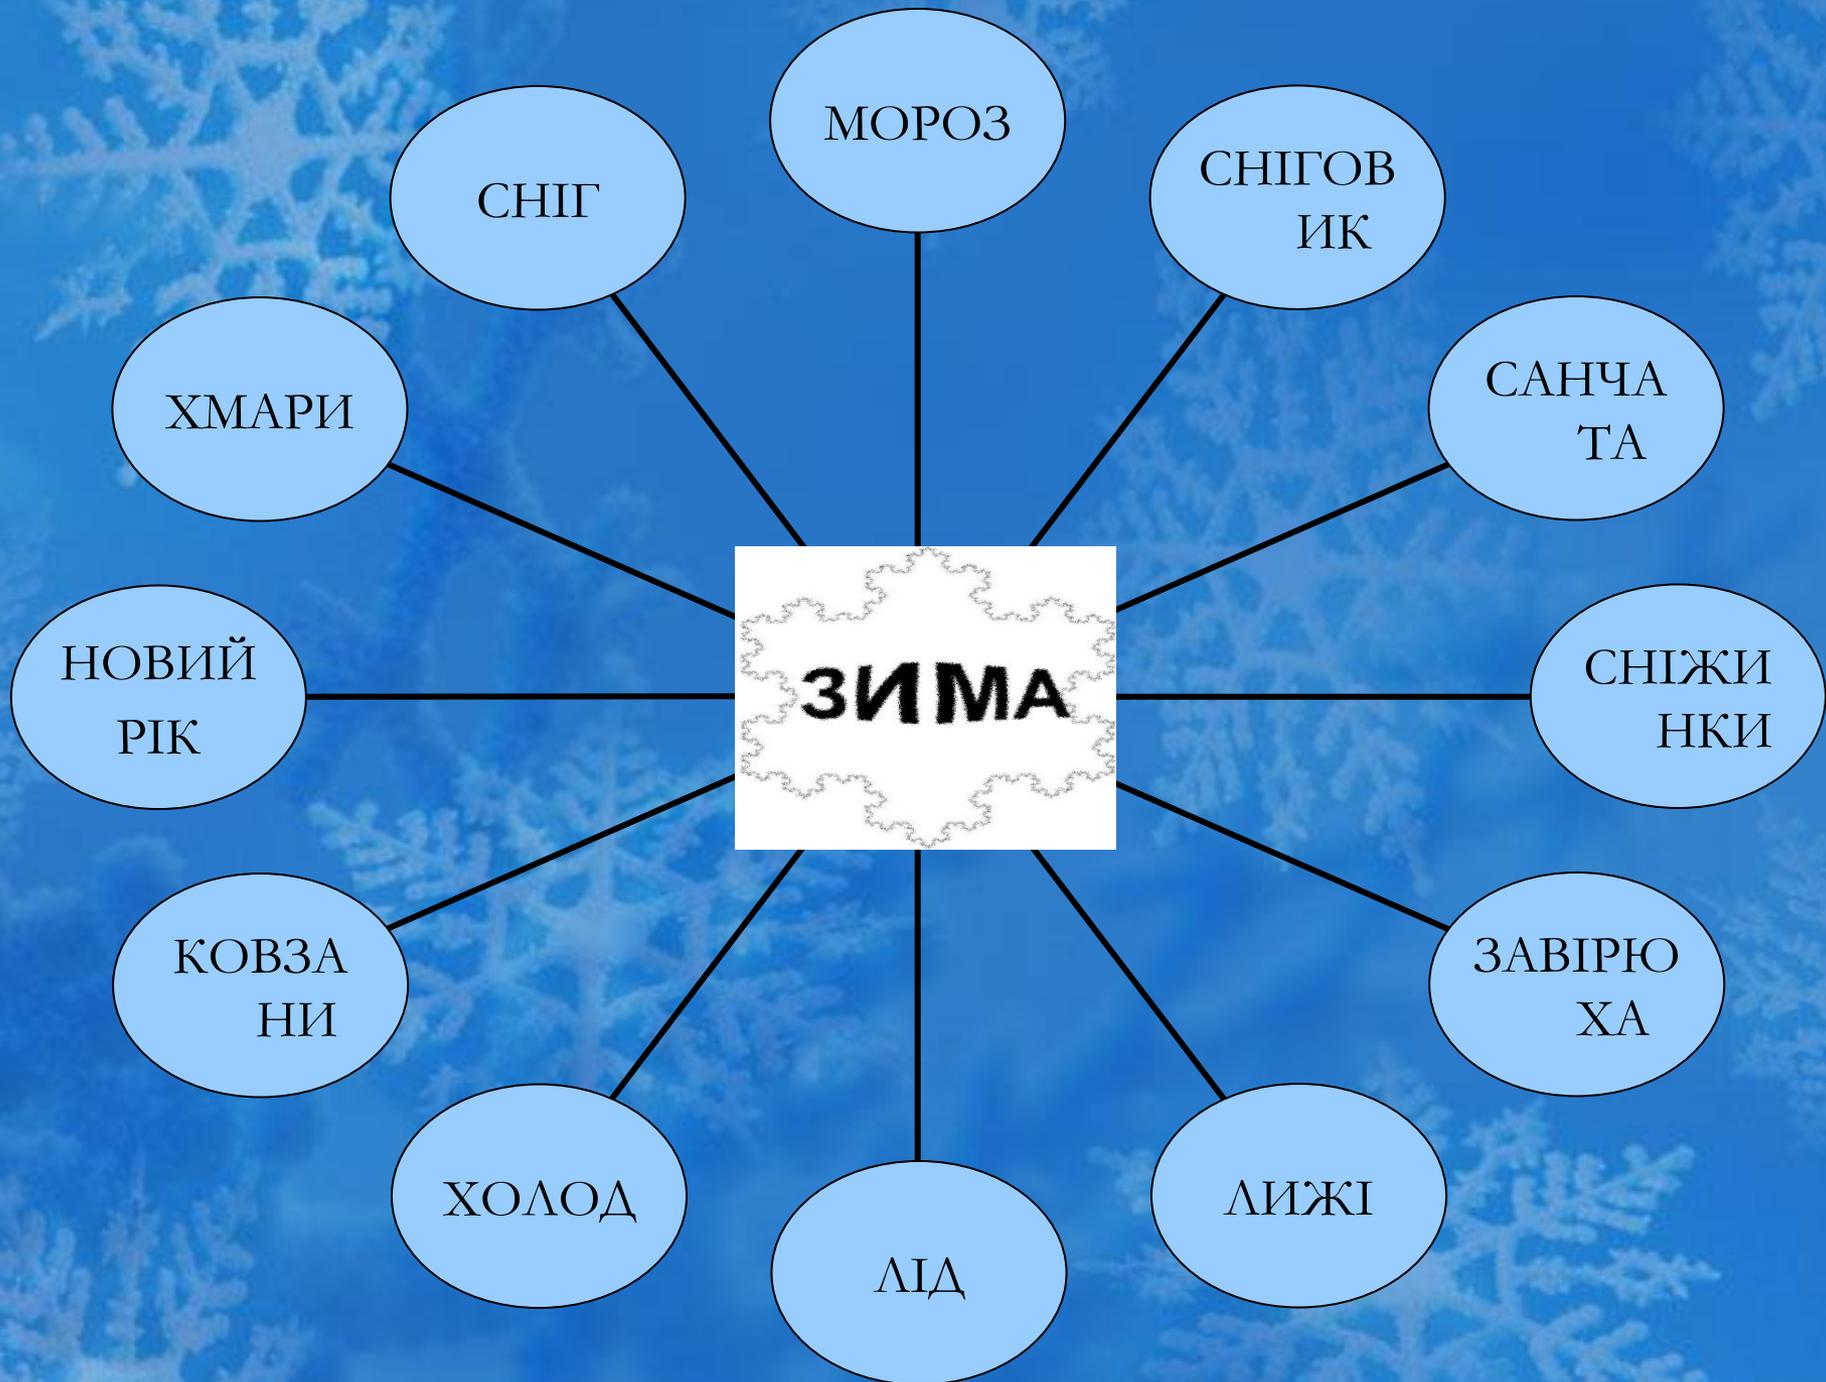 МОРОЗ
СНІГОВ
ИК
САНЧА
ТА
СНІЖИ
НКИ
ЗАВІРЮ
ХА
ЛИЖІ
ЛІД
ХОЛОД
КОВЗА
НИ
НОВИЙ
РІК
ХМАРИ
СНІГ
ЗИМА